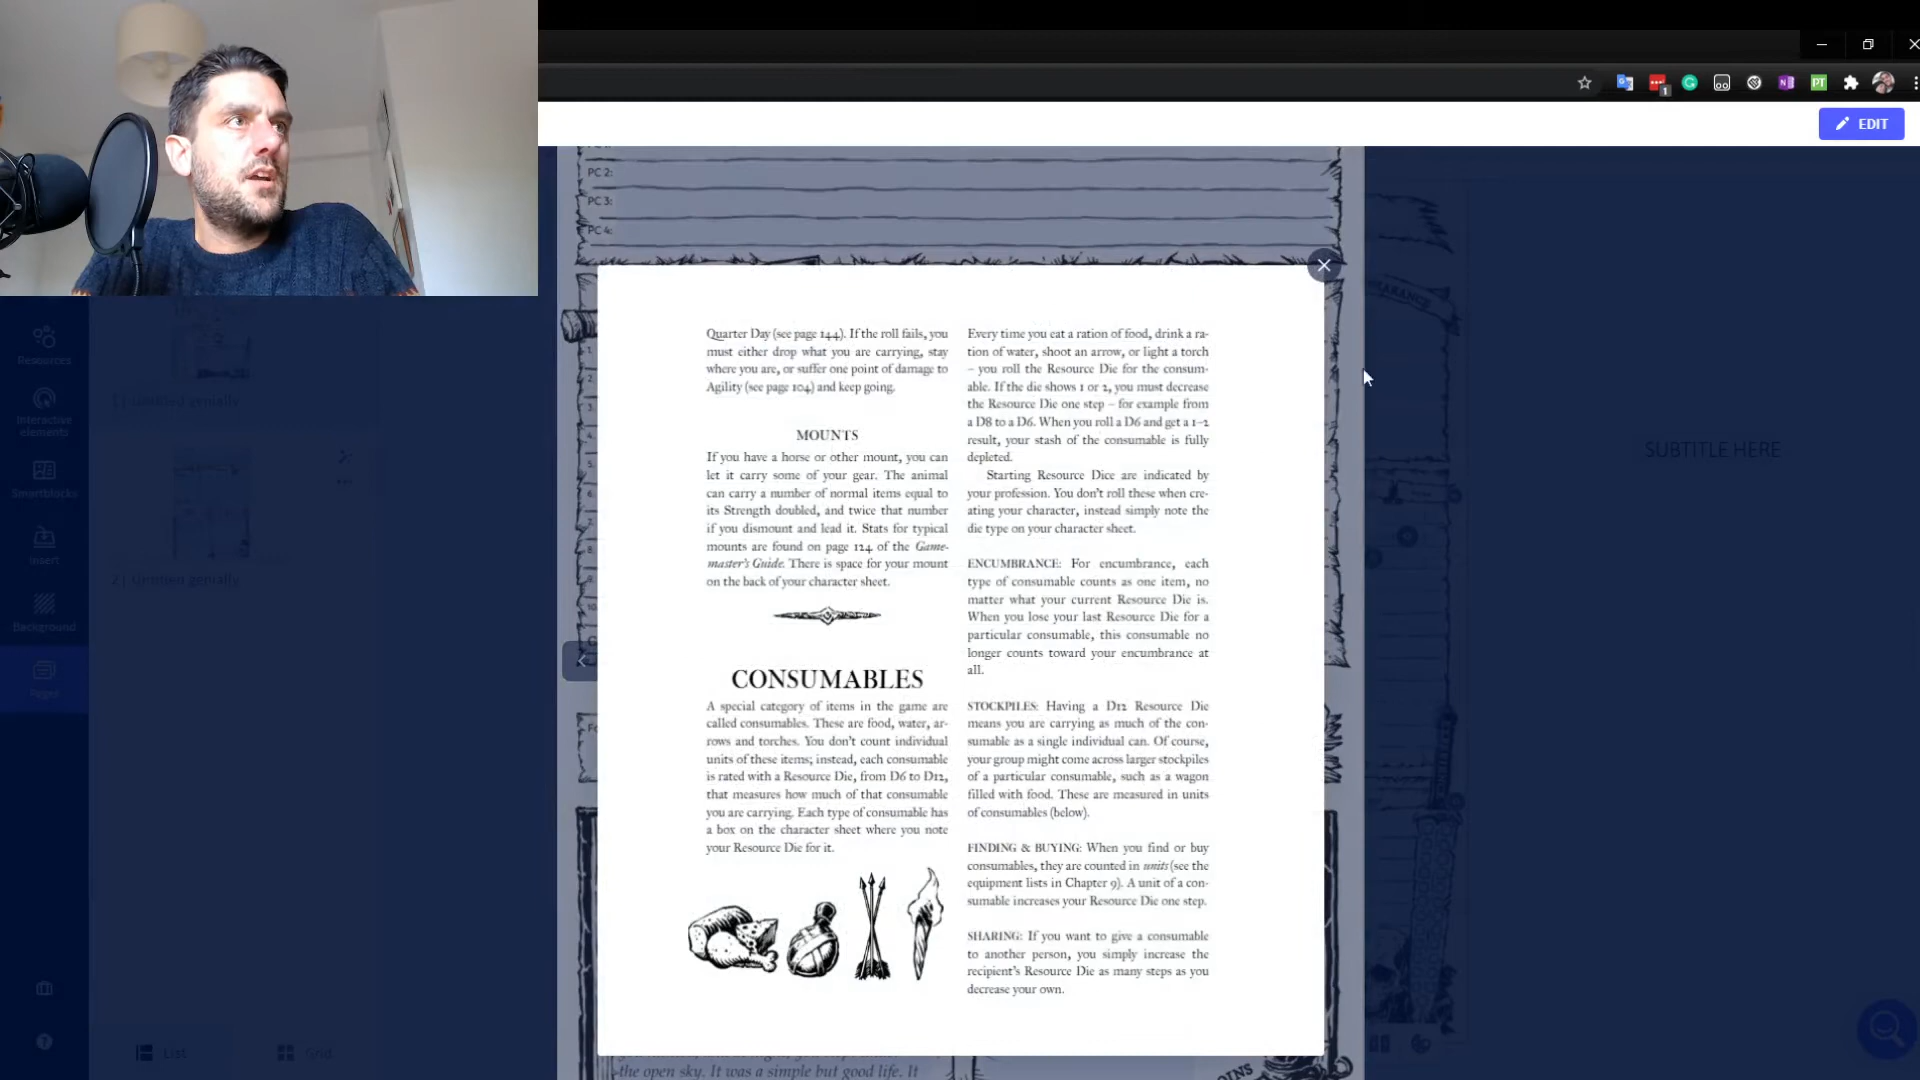 EDIT
PC 2:
PC 3:
PC 4:
Resources
Interactive
elements
Smartblocks
Insert
Background
Pages
1 | Untitled genially
2 | Untitled genially
List
Grid
SUBTITLE HERE
Quarter Day (see page 144). If the roll fails, you
must either drop what you are carrying, stay
where you are, or suffer one point of damage to
Agility (see page 104) and keep going.
MOUNTS
If you have a horse or other mount, you can
let it carry some of your gear. The animal
can carry a number of normal items equal to
its Strength doubled, and twice that number
if you dismount and lead it. Stats for typical
mounts are found on page 124 of the Game-
master's Guide. There is space for your mount
on the back of your character sheet.
CONSUMABLES
A special category of items in the game are
called consumables. These are food, water, ar-
rows and torches. You don't count individual
units of these items; instead, each consumable
is rated with a Resource Die, from D6 to D12,
that measures how much of that consumable
you are carrying. Each type of consumable has
a box on the character sheet where you note
your Resource Die for it.
Every time you eat a ration of food, drink a ra-
tion of water, shoot an arrow, or light a torch
– you roll the Resource Die for the consum-
able. If the die shows 1 or 2, you must decrease
the Resource Die one step – for example from
a D8 to a D6. When you roll a D6 and get a 1–2
result, your stash of the consumable is fully
depleted.
Starting Resource Dice are indicated by
your profession. You don't roll these when cre-
ating your character, instead simply note the
die type on your character sheet.
ENCUMBRANCE: For encumbrance, each
type of consumable counts as one item, no
matter what your current Resource Die is.
When you lose your last Resource Die for a
particular consumable, this consumable no
longer counts toward your encumbrance at
all.
STOCKPILES: Having a D12 Resource Die
means you are carrying as much of the con-
sumable as a single individual can. Of course,
your group might come across larger stockpiles
of a particular consumable, such as a wagon
filled with food. These are measured in units
of consumables (below).
FINDING & BUYING: When you find or buy
consumables, they are counted in units (see the
equipment lists in Chapter 9). A unit of a con-
sumable increases your Resource Die one step.
SHARING: If you want to give a consumable
to another person, you simply increase the
recipient's Resource Die as many steps as you
decrease your own.
the open sky. It was a simple but good life. It